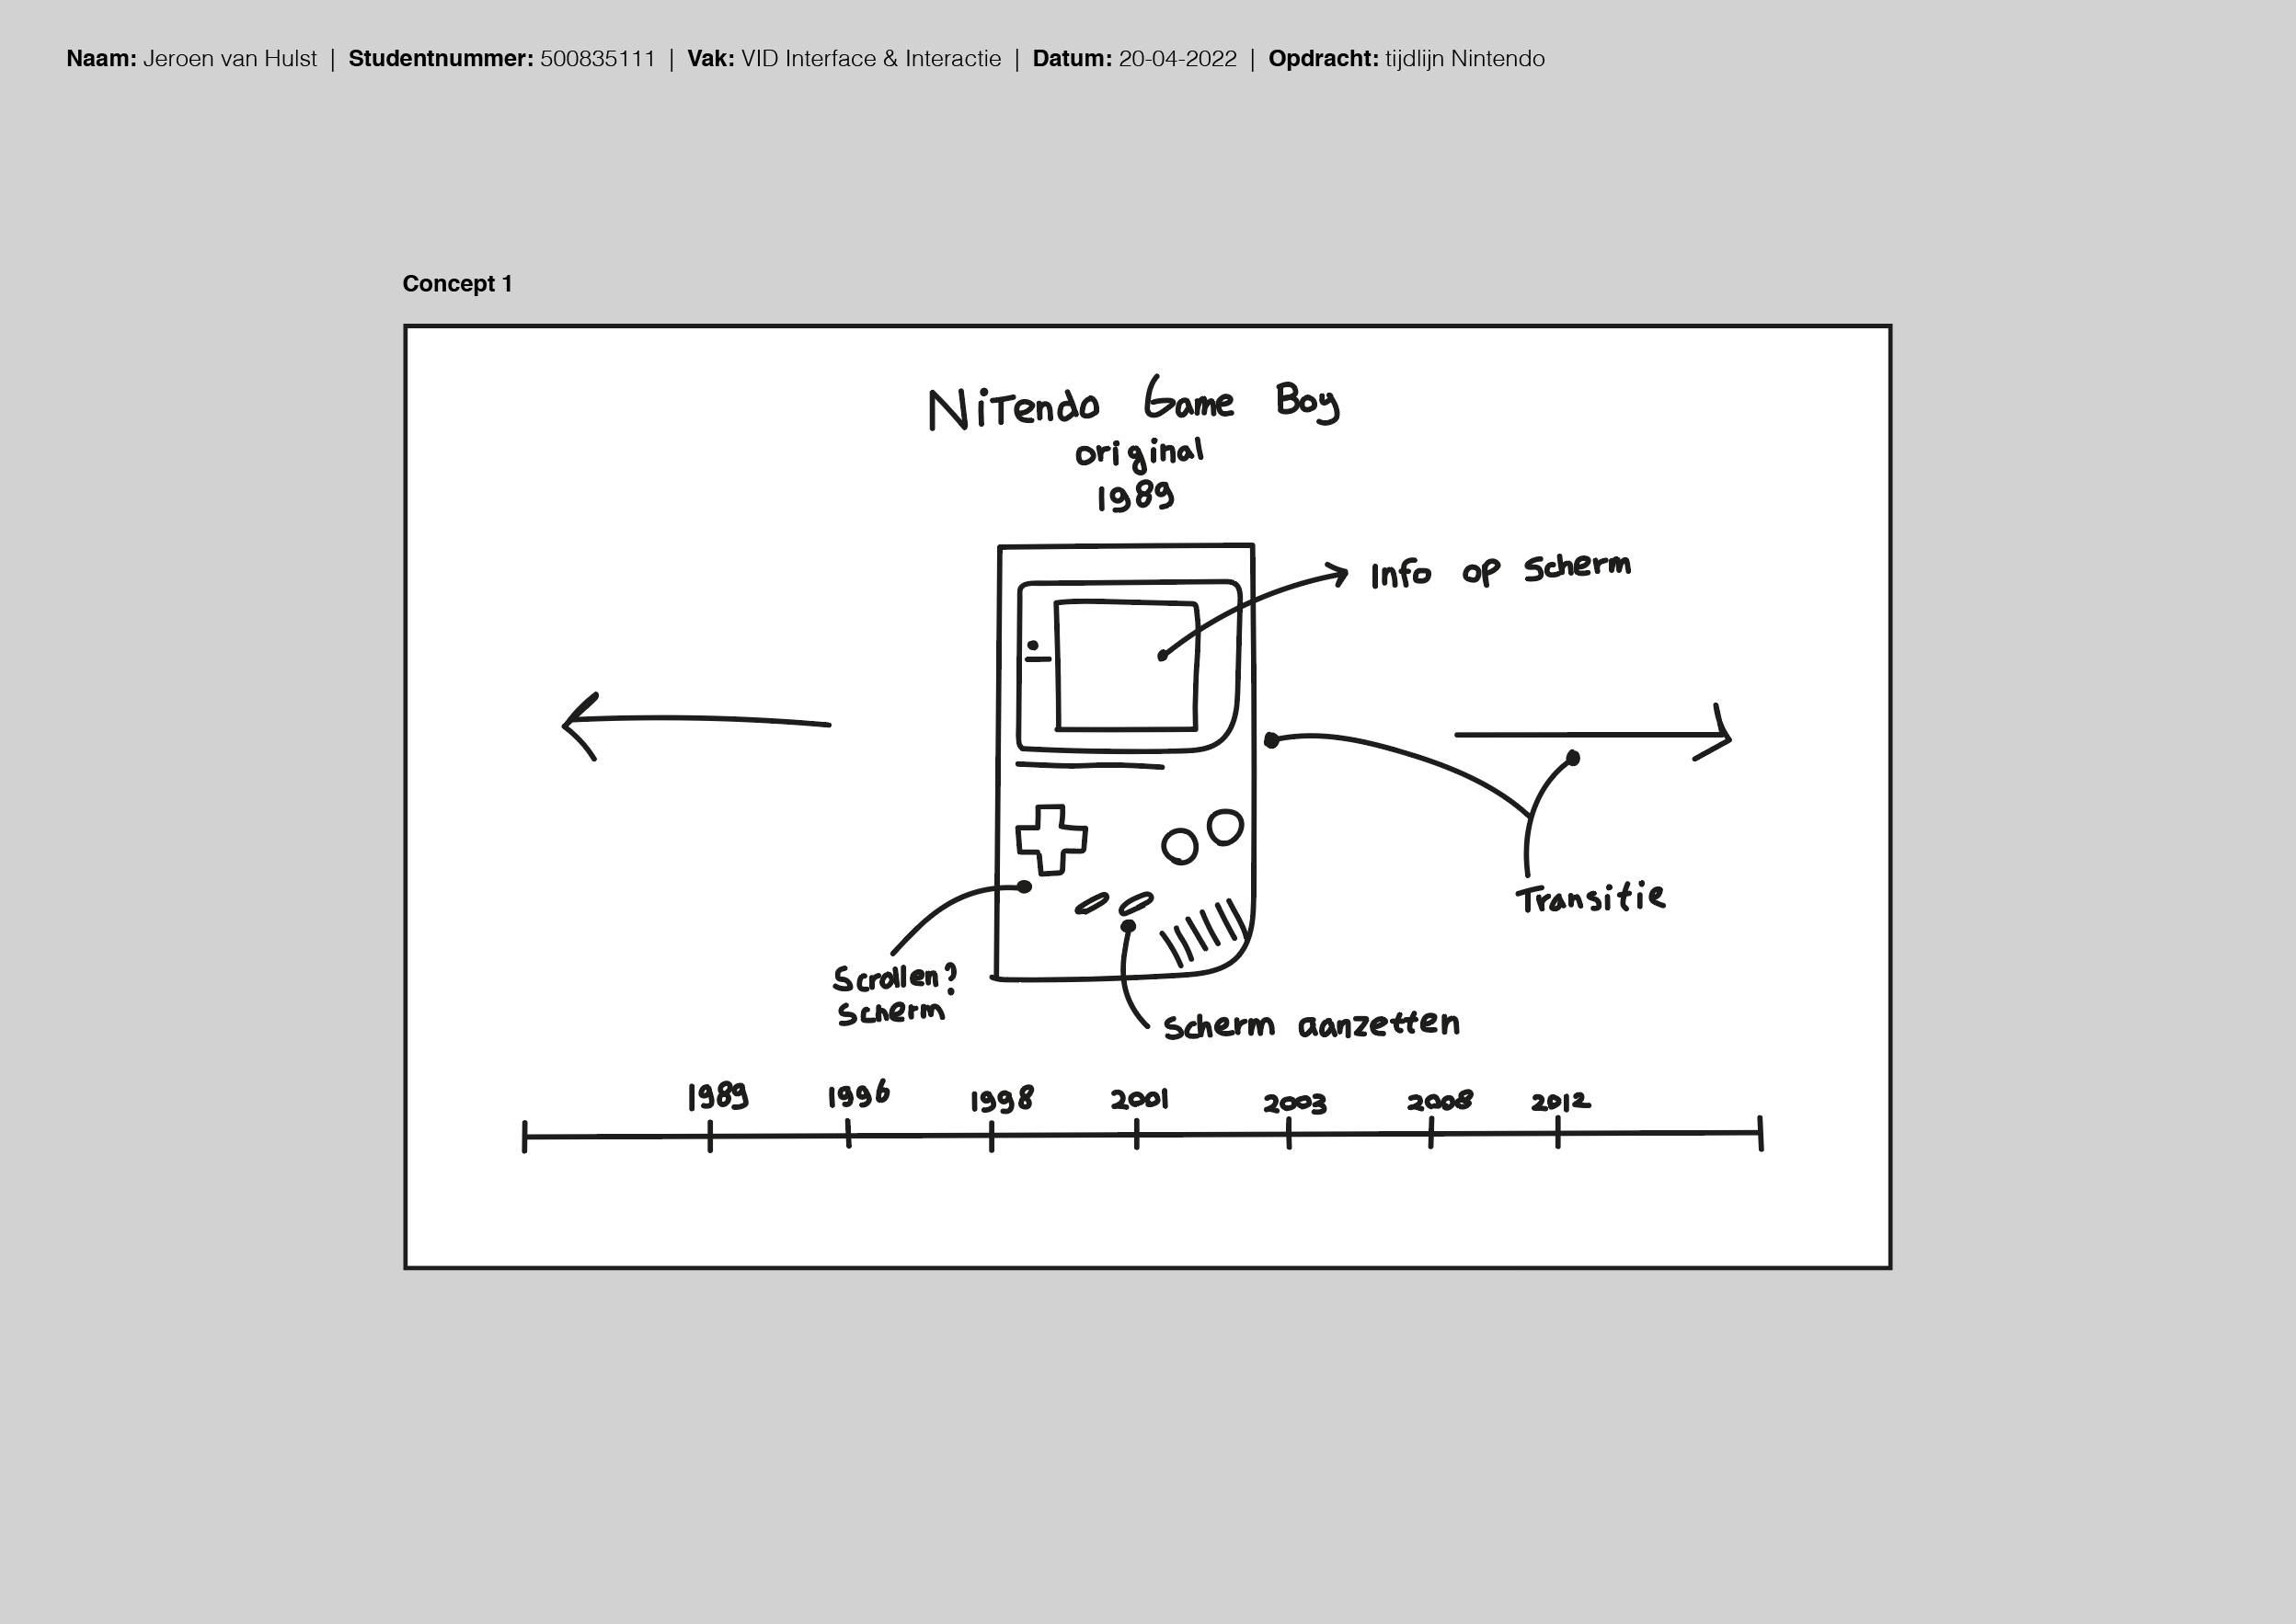 Naam: Jeroen van Hulst | Studentnummer: 500835111 | Vak: VID Interface & Interactie | Datum: 20-04-2022 | Opdracht: tijdlijn Nintendo
Concept 1
Nitendo Game Boy
original
1989
Info op scherm
Transitie
Scrollen?
scherm
scherm aanzetten
1989 1996 1998 2001 2003 2008 2012